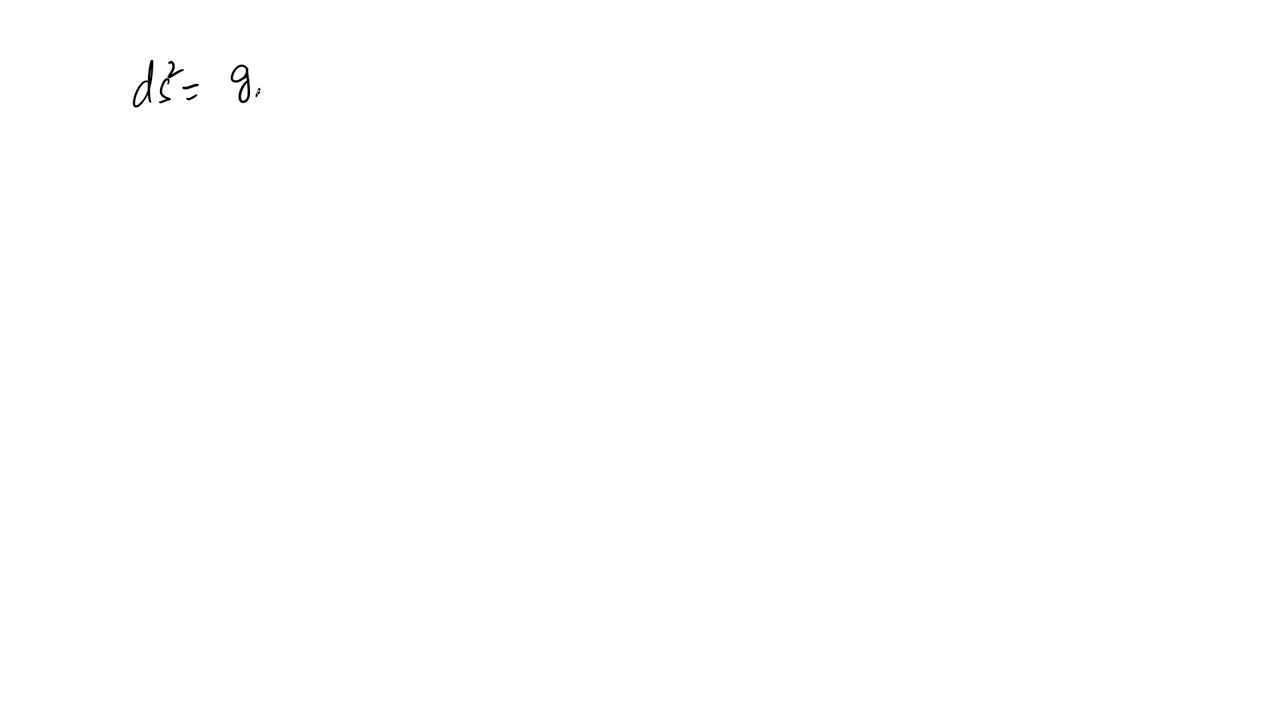 ds² = g.